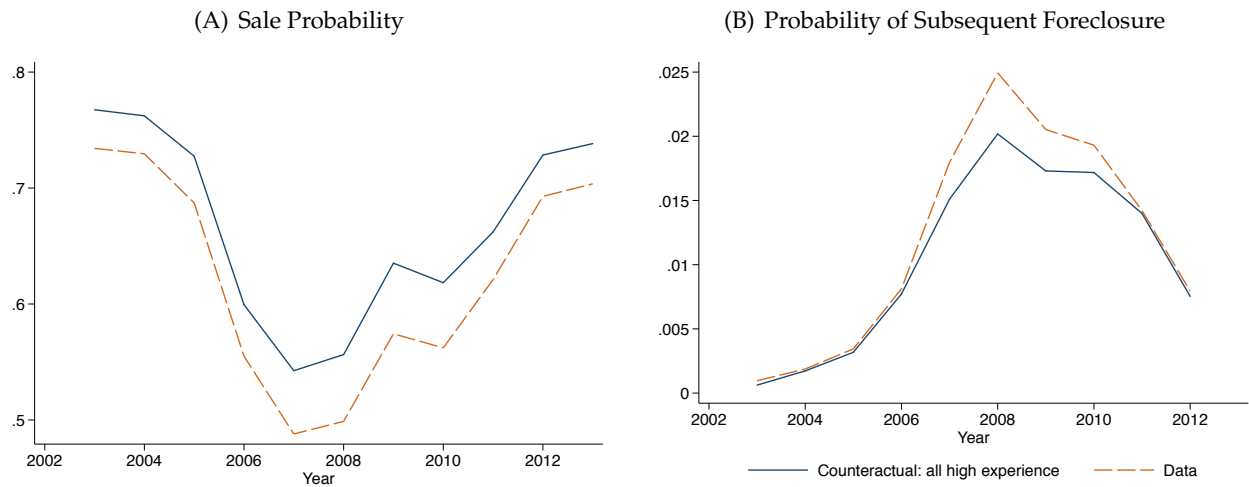 (A) Sale Probability
.8
.7
.6
.5
2002 2004 2006 2008 2010 2012
Year
(B) Probability of Subsequent Foreclosure
.025
.02
.015
.01
.005
0
2002 2004 2006 2008 2010 2012
Year
Counteractual: all high experience Data